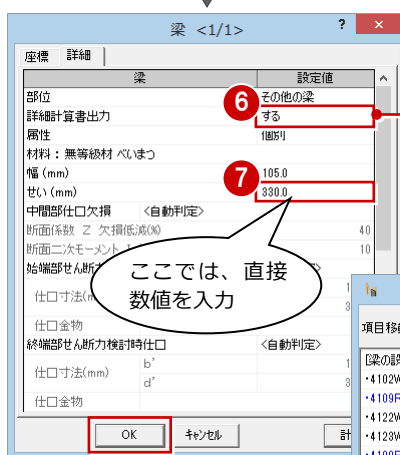 梁 <1/1>
? ×
座標 詳細
梁 設定値
部位 その他の梁
詳細計算書出力 する
6
属性 個別
材料：無等級材 べいまつ
幅 (mm) 105.0
7
せい (mm) 330.0
中間部仕口欠損 <自動判定>
断面係数 Z 欠損低減(%) 40
断面二次モーメント 10
ここでは、直接
数値を入力
仕口寸法
仕口金物
終端部せん断力検討時仕口 <自動判定>
仕口寸法(mm) b' 1
d' 3
仕口金物
OK キャンセル 計
項目移
[梁の設
・4102W
・4109R
・4122W
・4123W